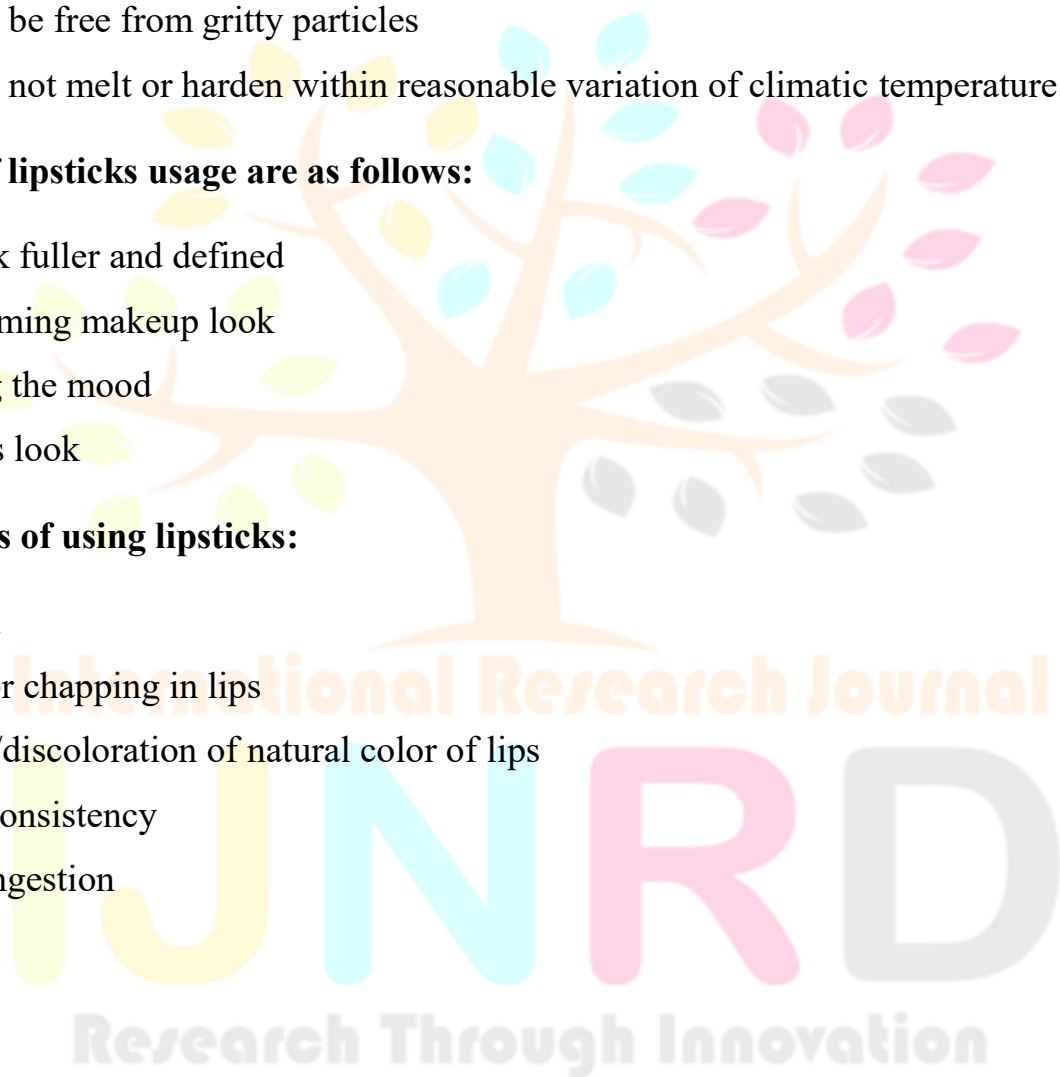 be free from gritty particles
not melt or harden within reasonable variation of climatic temperature
lipsticks usage are as follows:
fuller and defined
ming makeup look
the mood
look
of using lipsticks:
r chapping in lips
/discoloration of natural color of lips
onsistency
ngestion
International Research Journal
IJNRD
Research Through Innovation